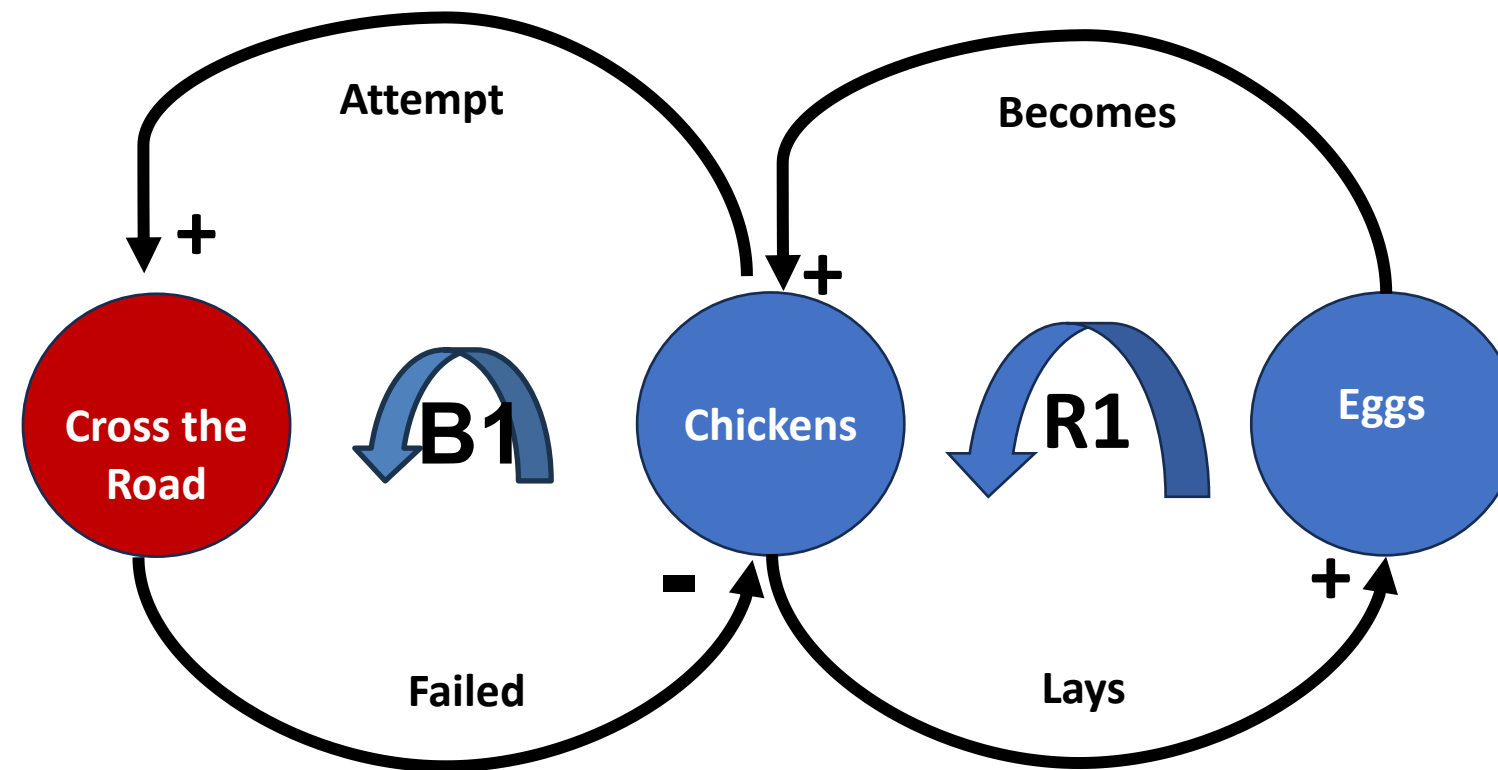 Attempt
Becomes
+
+
B1
R1
Cross the
Road
Chickens
Eggs
-
+
Failed
Lays